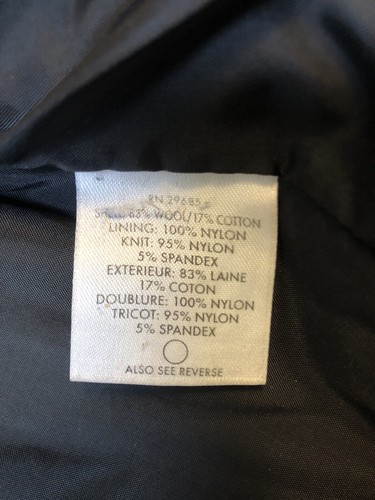 RN 29685
SHELL: 83% WOOL/17% COTTON
LINING: 100% NYLON
KNIT: 95% NYLON
5% SPANDEX
EXTERIEUR: 83% LAINE
17% COTON
DOUBLURE: 100% NYLON
TRICOT: 95% NYLON
5% SPANDEX
ALSO SEE REVERSE